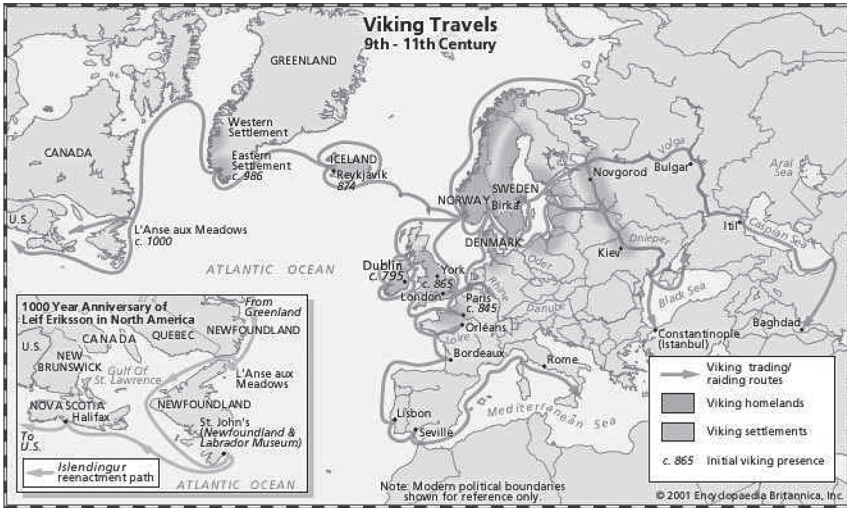 Viking Travels
9th - 11th Century
GREENLAND
Western
Settlement
Eastern
Settlement
c. 986
ICELAND
Reykjavik
874
CANADA
U.S.
L'Anse aux Meadows
c. 1000
ATLANTIC OCEAN
NORWAY
SWEDEN
Birka
DENMARK
Novgorod
Bulgar
Volga
Aral
Sea
Itil
Caspian Sea
Kiev
Dnieper
Oder
Rhine
Danube
Black Sea
Dublin
c. 795
York
c. 865
London
Paris
c. 845
Orléans
Loire
Bordeaux
Rome
Constantinople
(Istanbul)
Baghdad
Lisbon
Seville
Mediterranean Sea
1000 Year Anniversary of
Leif Eriksson in North America
From
Greenland
CANADA
QUEBEC
NEWFOUNDLAND
U.S.
NEW
BRUNSWICK
Gulf Of
St. Lawrence
L'Anse aux
Meadows
NEWFOUNDLAND
NOVA SCOTIA
Halifax
St. John's
(Newfoundland &
Labrador Museum)
To
U.S.
Islendingur
reenactment path
ATLANTIC OCEAN
Viking trading/
raiding routes
Viking homelands
Viking settlements
c. 865 Initial viking presence
Note: Modern political boundaries
shown for reference only.
© 2001 Encyclopaedia Britannica, Inc.